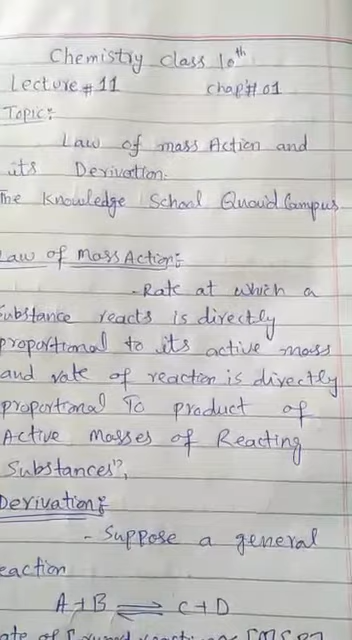 Chemistry class 10th
Lecture # 11 chap# 01
Topic:
Law of mass Action and
its Derivation.
The Knowledge School Quaid Campus
Law of Mass Action:
- Rate at which a
Substance reacts is directly
proportional to its active mass
and rate of reaction is directly
proportional To product of
Active Masses of Reacting
Substances",
Derivation:
- Suppose a general
reaction
A+B ⇌ C+D